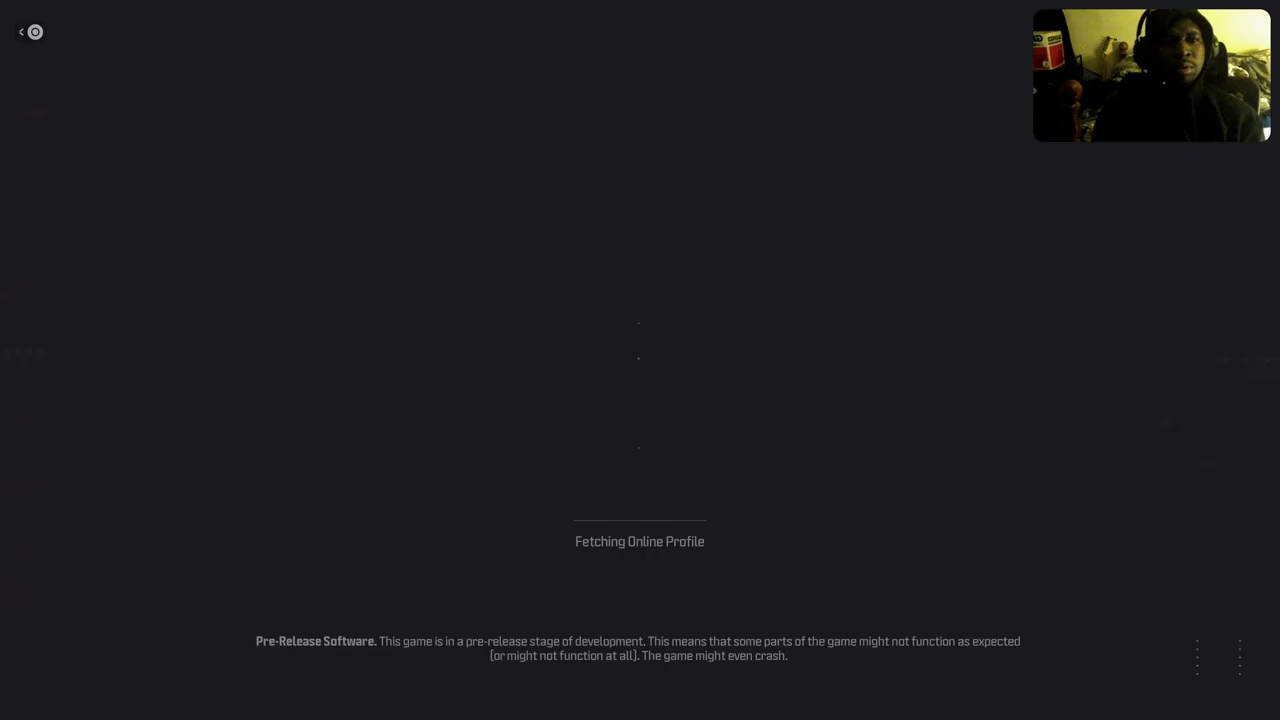 Fetching Online Profile
Pre-Release Software. This game is in a pre-release stage of development. This means that some parts of the game might not function as expected
(or might not function at all). The game might even crash.